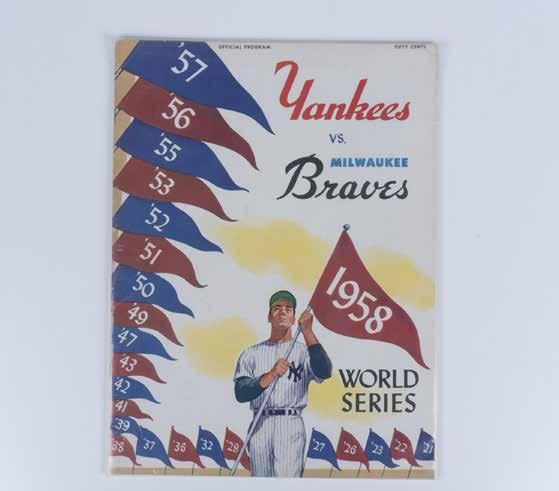 OFFICIAL PROGRAM
FIFTY CENTS
Yankees
VS.
MILWAUKEE
Braves
'57
'56
'55
'53
'52
'51
'50
'49
'47
'43
'42
'41
'39
'38
'37
'36
'32
'28
'27
'26
'23
'22
'21
1958
NY
WORLD
SERIES